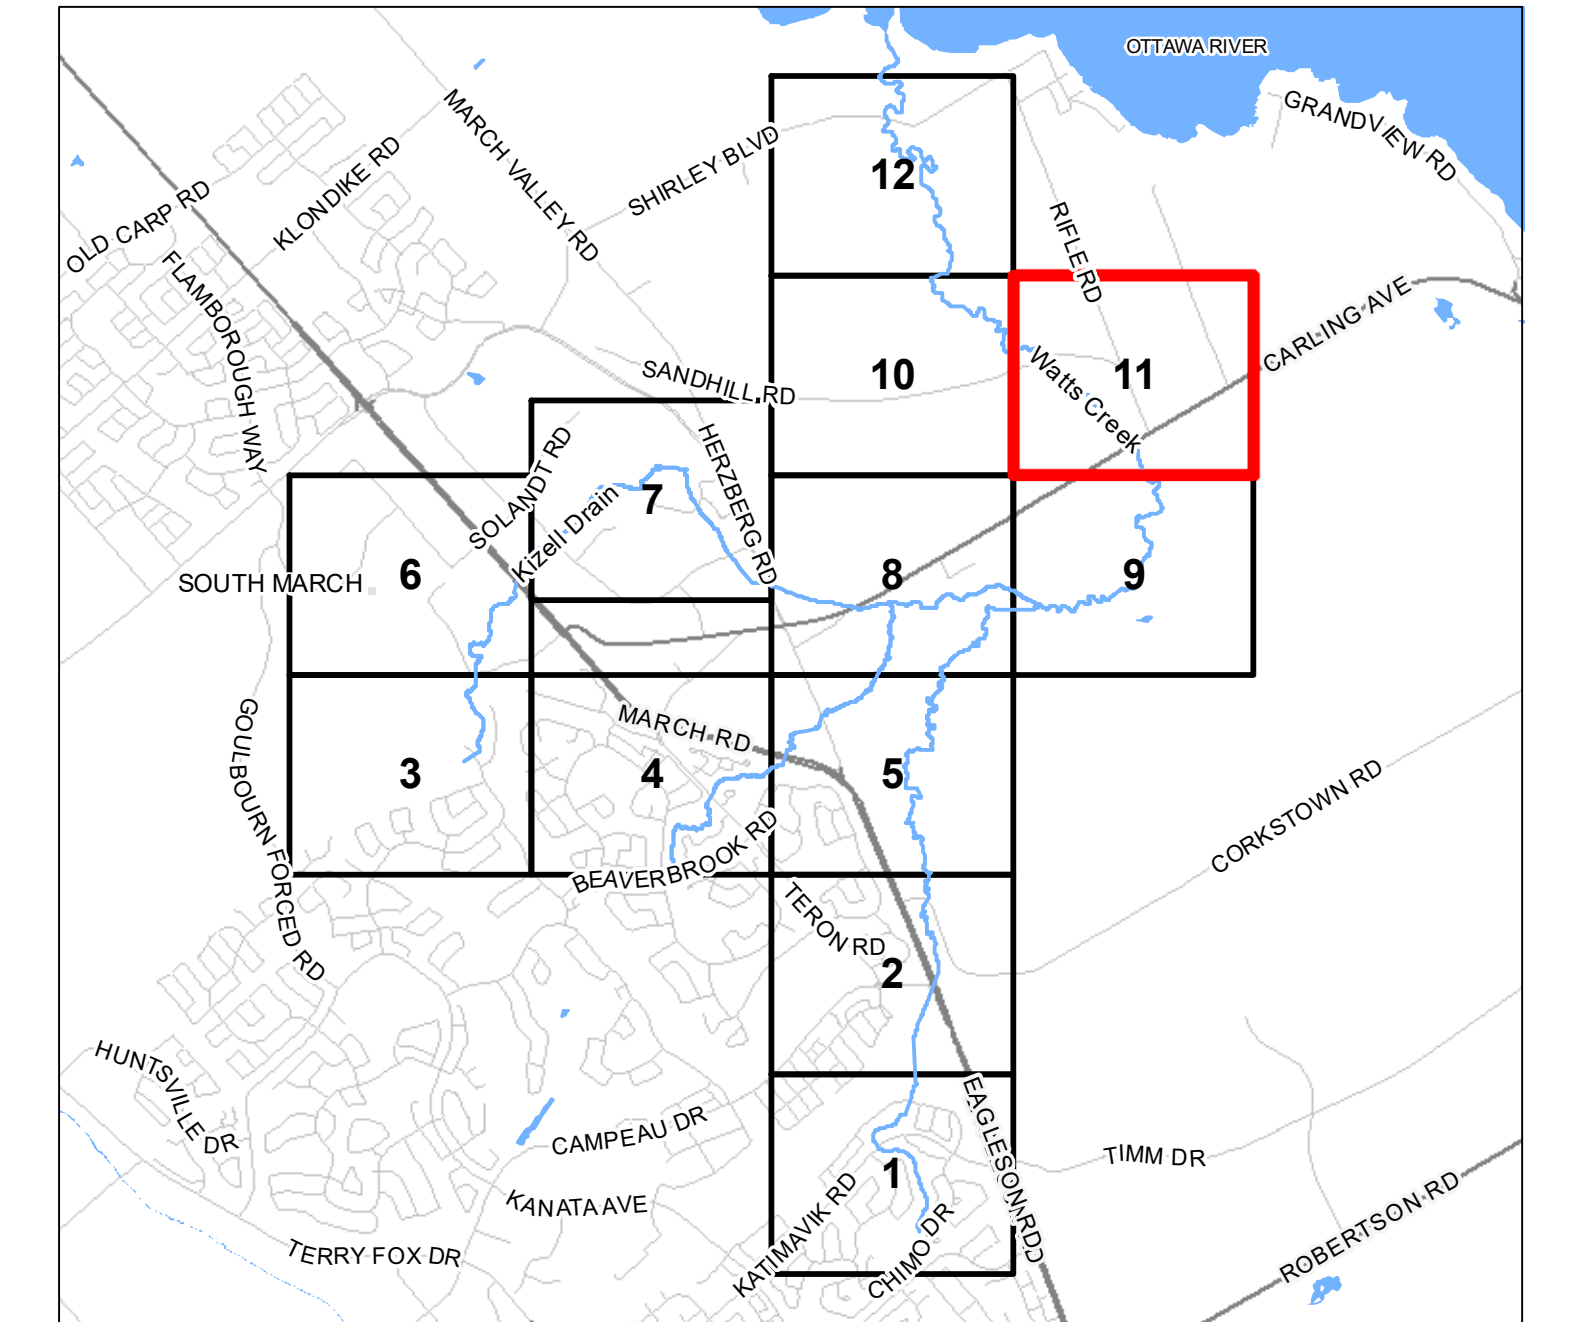 OTTAWA RIVER
GRANDVIEW RD
MARCH VALLEY RD
KLONDIKE RD
SHIRLEY BLVD
12
OLD CARP RD
RIFLE RD
FLAMBOROUGH WAY
CARLING AVE
SANDHILL RD
10
Watts Creek
11
HERZBERG RD
SOLANDT RD
Kizell Drain
7
SOUTH MARCH
6
8
9
GOULBOURN FORCED RD
MARCH RD
3
4
5
CORKSTOWN RD
BEAVERBROOK RD
TERON RD
2
HUNTSVILLE DR
CAMPEAU DR
EAGLESON RD
TIMM DR
1
KANATA AVE
KATIMAVIK RD
CHIMO DR
ROBERTSON RD
TERRY FOX DR